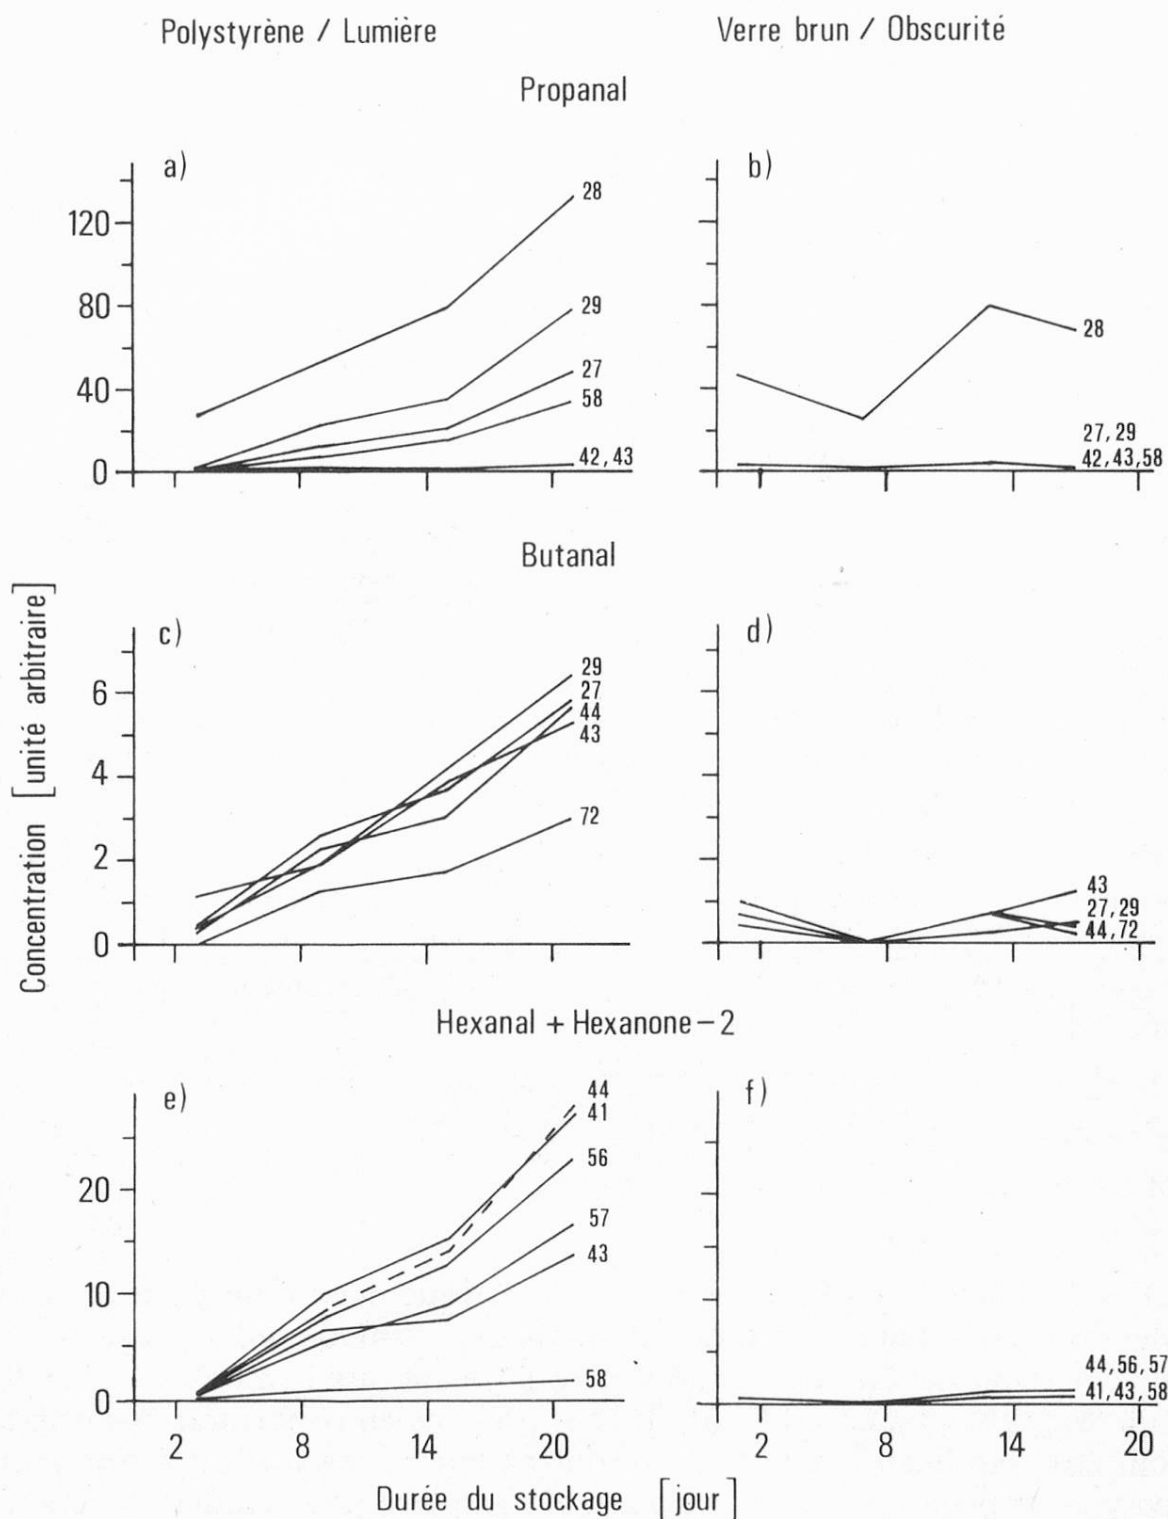 Polystyrène / Lumière
Verre brun / Obscurité
Propanal
a)
b)
120
80
40
0
28
29
27
58
42,43
28
27,29
42,43,58
Butanal
c)
d)
6
4
2
0
29
27
44
43
72
43
27,29
44,72
Concentration [unité arbitraire]
Hexanal + Hexanone-2
e)
f)
20
10
0
44
41
56
57
43
58
44,56,57
41,43,58
2 8 14 20
2 8 14 20
Durée du stockage [jour]